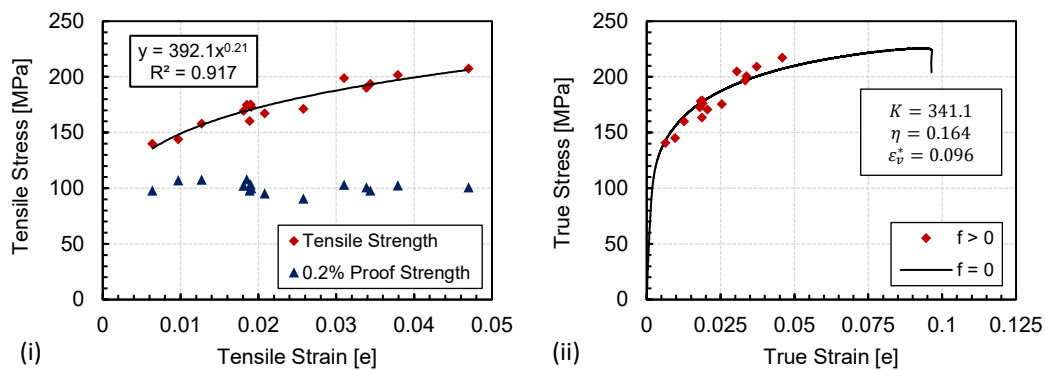 Tensile Stress [MPa]
250
200
150
100
50
0
y = 392.1x^0.21
R² = 0.917
Tensile Strength
0.2% Proof Strength
0 0.01 0.02 0.03 0.04 0.05
(i) Tensile Strain [e]
True Stress [MPa]
250
200
150
100
50
0
K = 341.1
η = 0.164
ε*ᵥ = 0.096
f > 0
f = 0
0 0.025 0.05 0.075 0.1 0.125
(ii) True Strain [e]